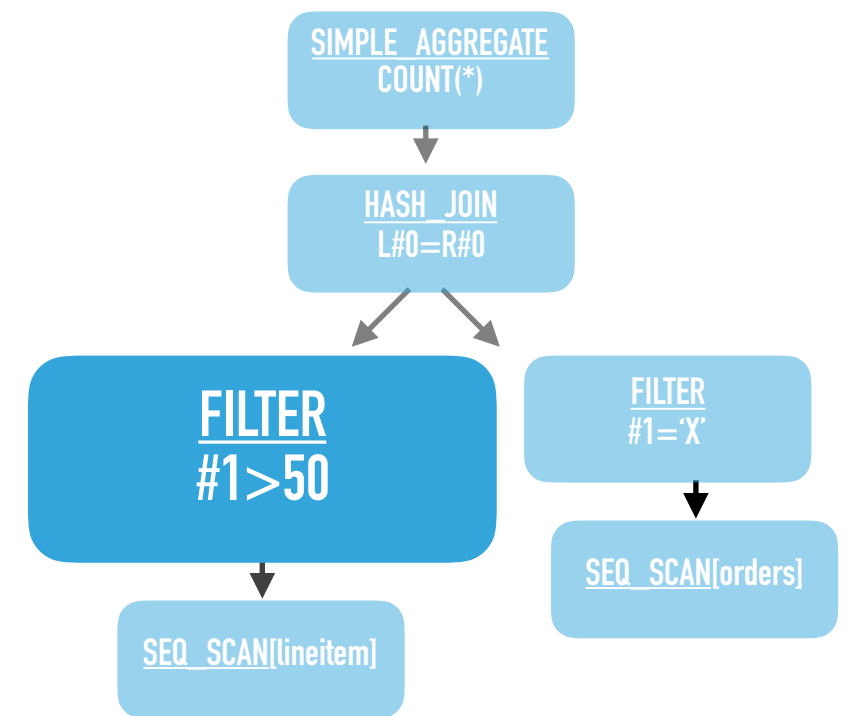 SIMPLE_AGGREGATE
COUNT(*)
HASH_JOIN
L#0=R#0
FILTER
#1>50
FILTER
#1=‘X’
SEQ_SCAN[orders]
SEQ_SCAN[lineitem]